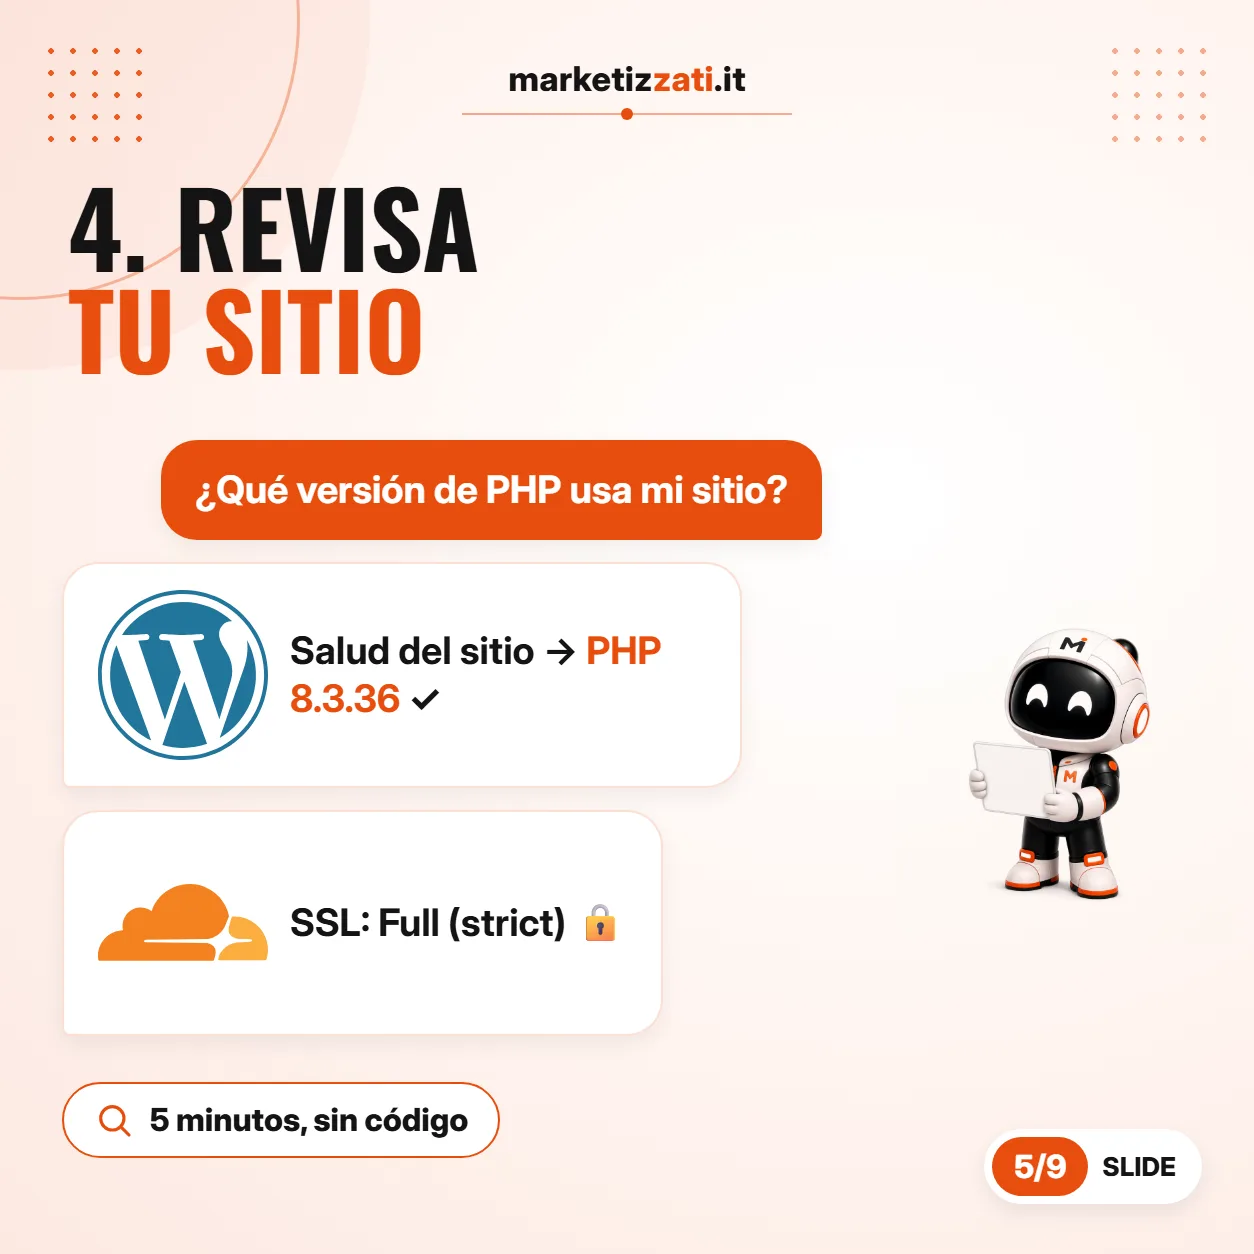 marketizzati.it
4. REVISA
TU SITIO
¿Qué versión de PHP usa mi sitio?
Salud del sitio → PHP
8.3.36 ✓
SSL: Full (strict) 🔒
5 minutos, sin código
5/9 SLIDE